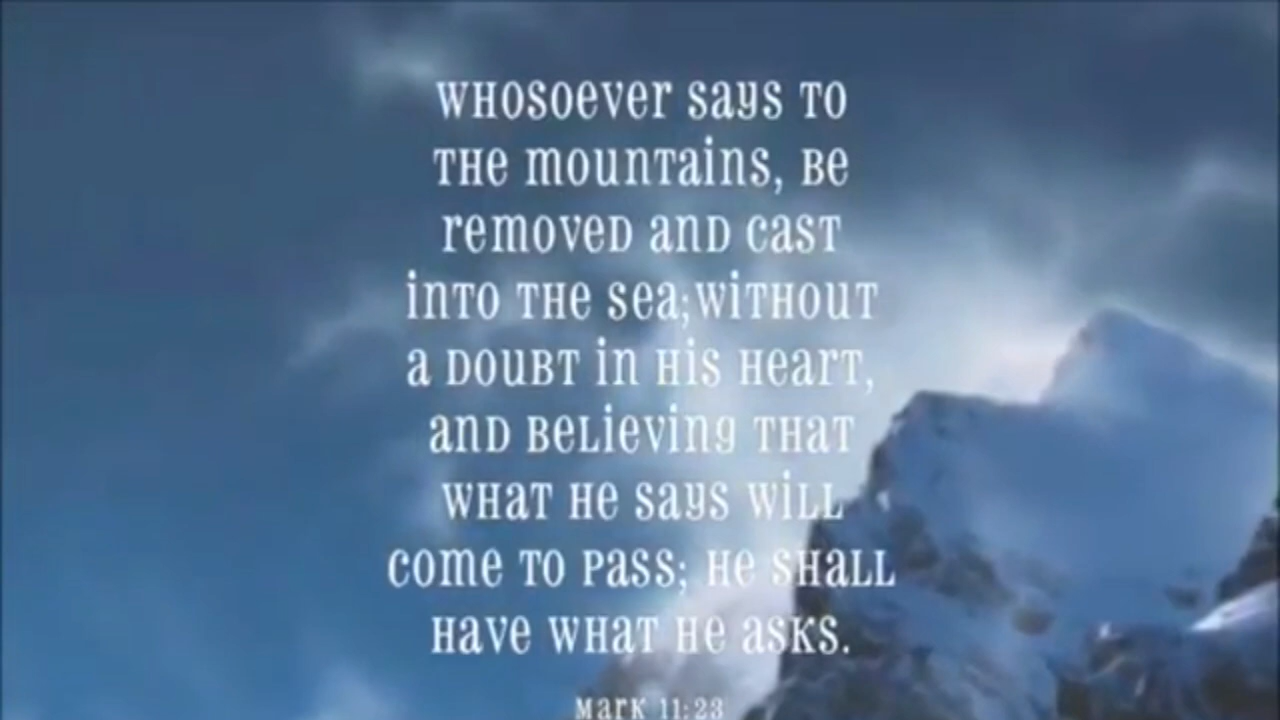 WHOSOEVER SAYS TO
THE MOUNTAINS, BE
REMOVED AND CAST
INTO THE SEA;WITHOUT
A DOUBT IN HIS HEART,
AND BELIEVING THAT
WHAT HE SAYS WILL
COME TO PASS; HE SHALL
HAVE WHAT HE ASKS.
MARK 11:23